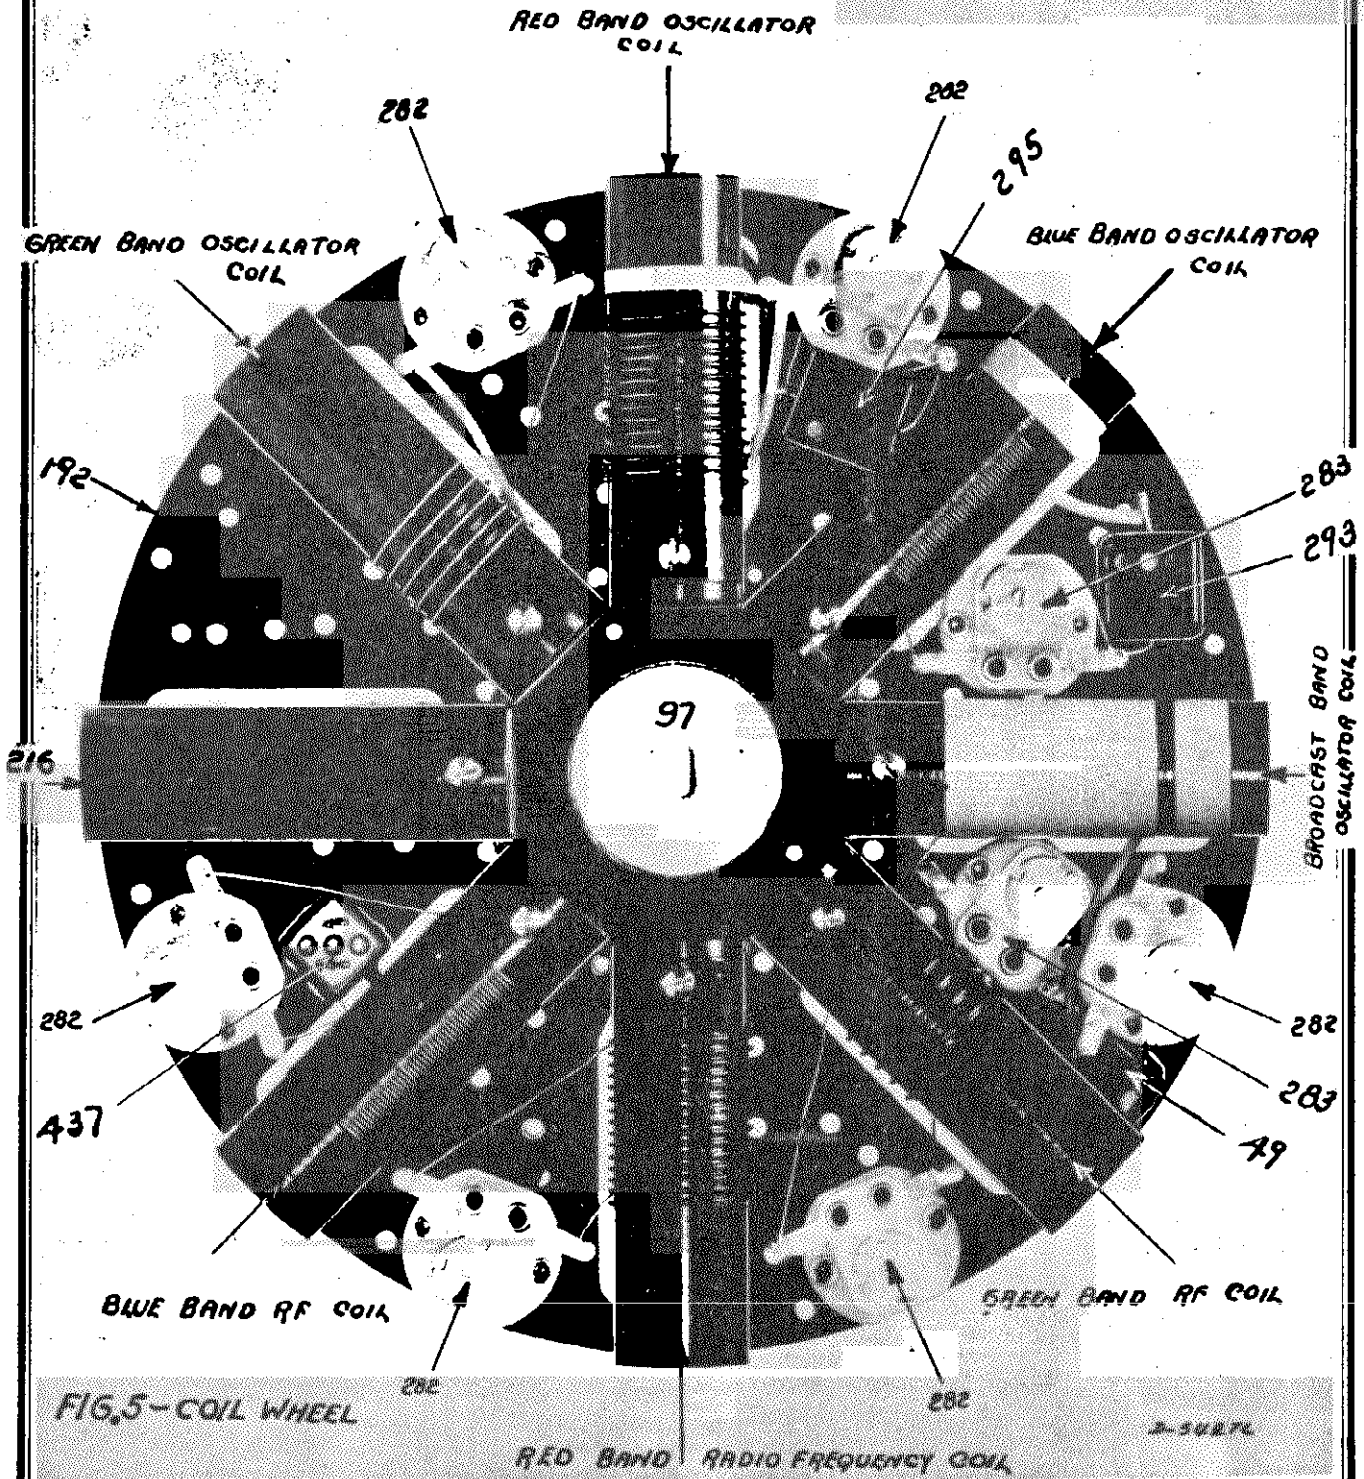 RED BAND OSCILLATOR
COIL
282
282
295
GREEN BAND OSCILLATOR
COIL
BLUE BAND OSCILLATOR
COIL
192
283
293
97
216
BROADCAST BAND
OSCILLATOR COIL
282
282
437
283
49
BLUE BAND RF COIL
GREEN BAND RF COIL
282
282
FIG. 5 - COIL WHEEL
RED BAND RADIO FREQUENCY COIL